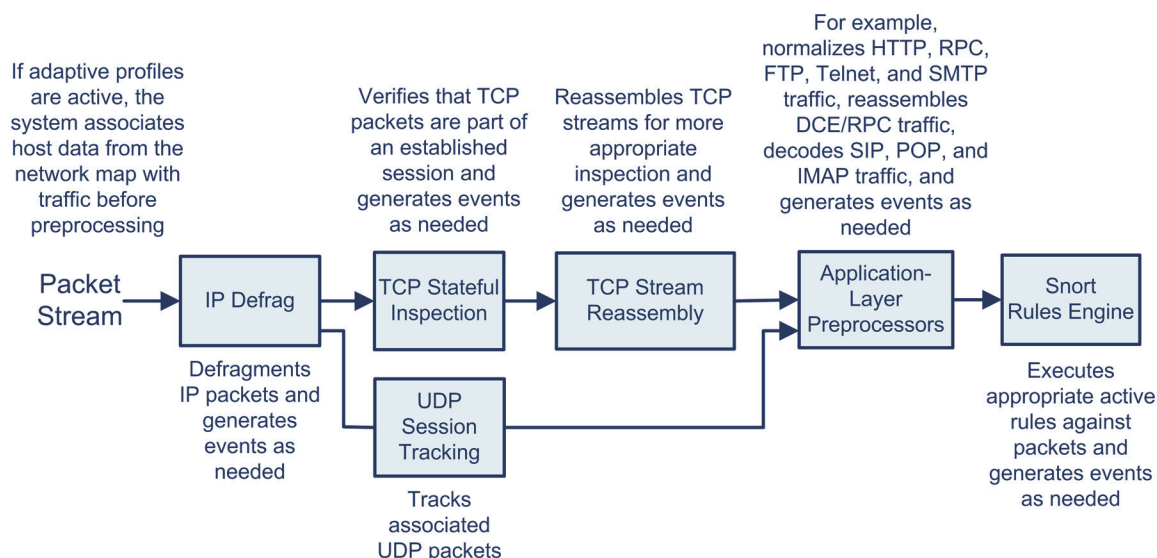 If adaptive profiles
are active, the
system associates
host data from the
network map with
traffic before
preprocessing
Verifies that TCP
packets are part of
an established
session and
generates events
as needed
Reassembles TCP
streams for more
appropriate
inspection and
generates events
as needed
For example,
normalizes HTTP, RPC,
FTP, Telnet, and SMTP
traffic, reassembles
DCE/RPC traffic,
decodes SIP, POP, and
IMAP traffic, and
generates events as
needed
Packet
Stream
IP Defrag
TCP Stateful
Inspection
TCP Stream
Reassembly
Application-
Layer
Preprocessors
Snort
Rules Engine
Defragments
IP packets and
generates
events as
needed
UDP
Session
Tracking
Tracks
associated
UDP packets
Executes
appropriate active
rules against
packets and
generates events
as needed